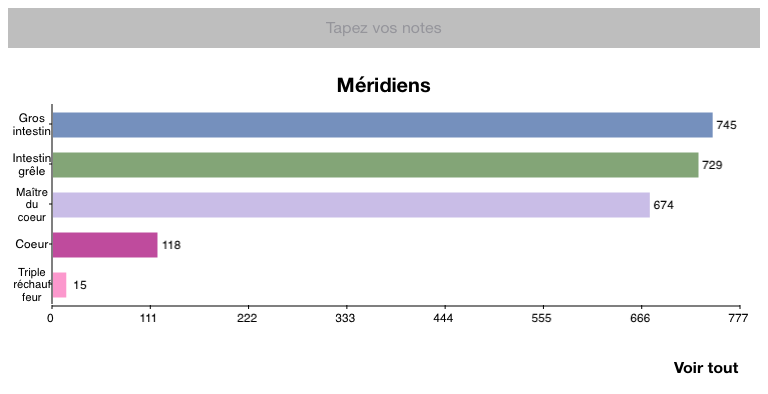 Tapez vos notes
Méridiens
Gros
intestin
745
Intestin
grêle
729
Maître
du
coeur
674
Coeur
118
Triple
réchauf
feur
15
0 111 222 333 444 555 666 777
Voir tout